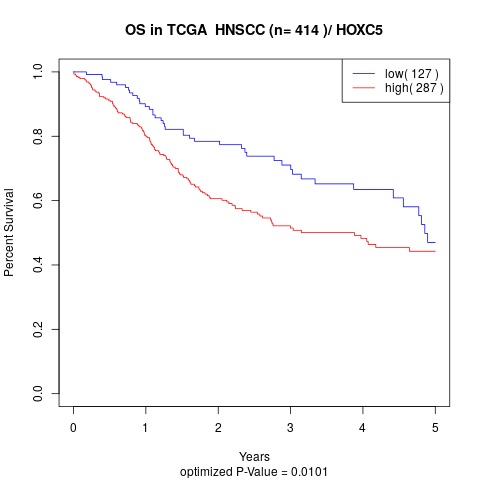 OS in TCGA  HNSCC (n= 414 )/ HOXC5
low( 127 )
high( 287 )
Percent Survival
1.0
0.8
0.6
0.4
0.2
0.0
0 1 2 3 4 5
Years
optimized P-Value = 0.0101